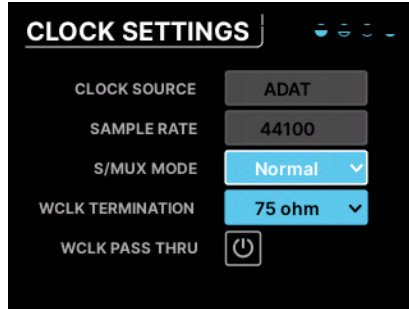 CLOCK SETTINGS
CLOCK SOURCE ADAT
SAMPLE RATE 44100
S/MUX MODE Normal
WCLK TERMINATION 75 ohm
WCLK PASS THRU